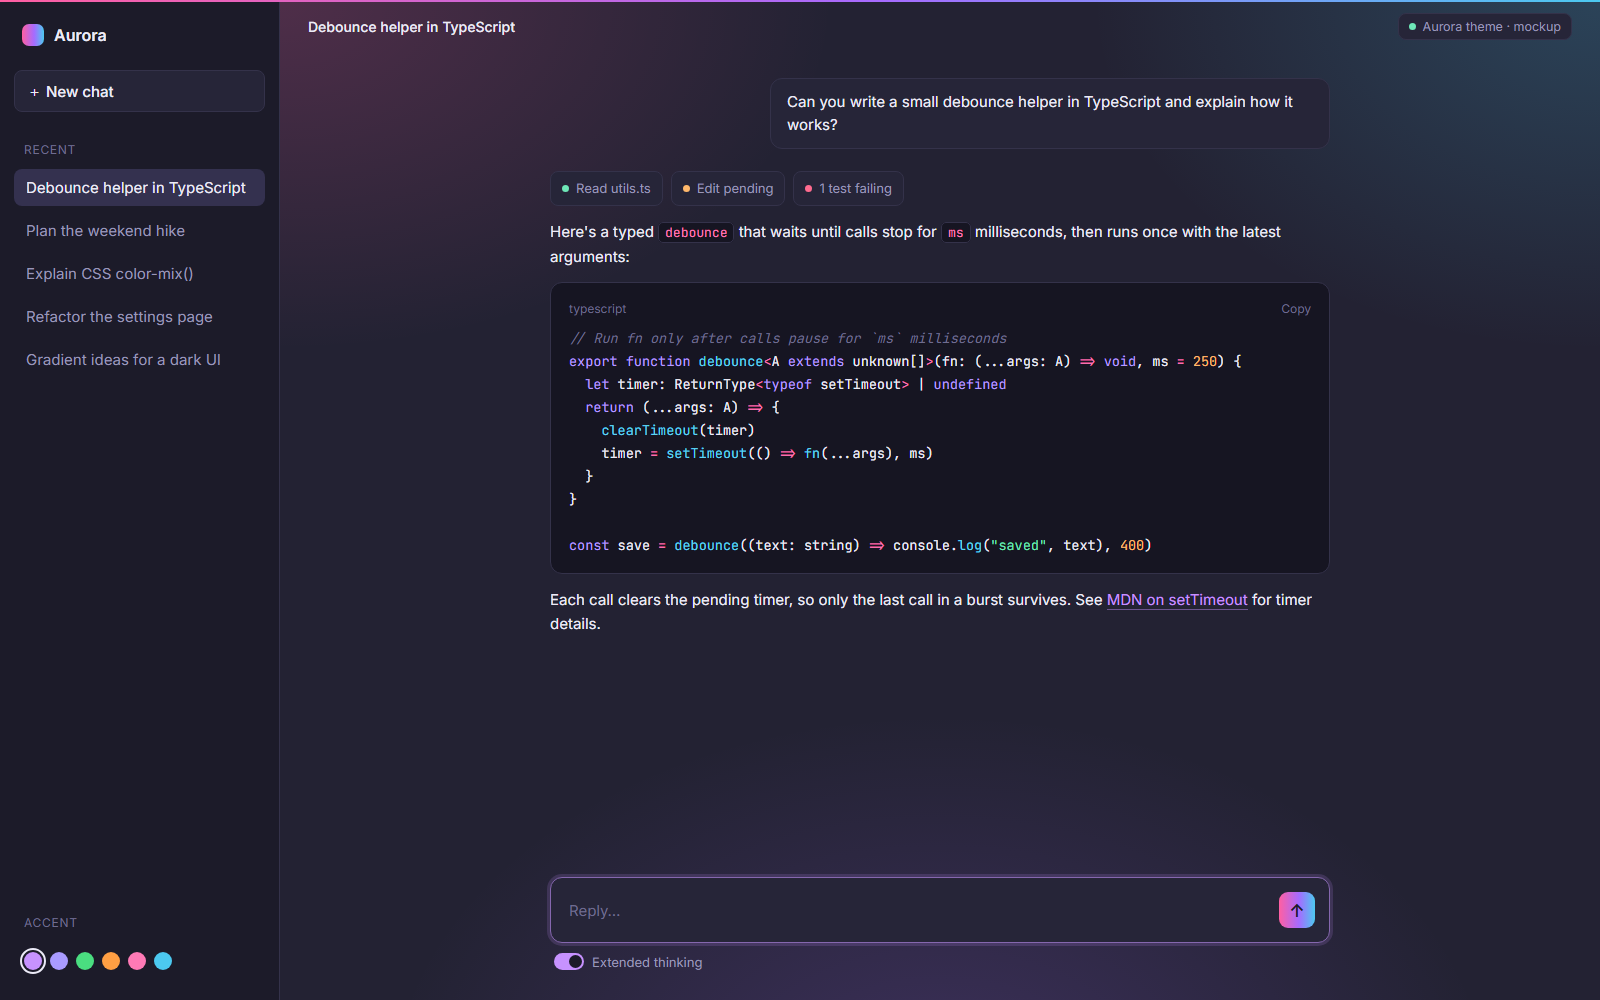 Aurora
+ New chat
RECENT
Debounce helper in TypeScript
Plan the weekend hike
Explain CSS color-mix()
Refactor the settings page
Gradient ideas for a dark UI
ACCENT
Debounce helper in TypeScript
Aurora theme · mockup
Can you write a small debounce helper in TypeScript and explain how it
works?
Read utils.ts
Edit pending
1 test failing
Here's a typed debounce that waits until calls stop for ms milliseconds, then runs once with the latest
arguments:
typescript
Copy
// Run fn only after calls pause for `ms` milliseconds
export function debounce<A extends unknown[]>(fn: (...args: A) => void, ms = 250) {
  let timer: ReturnType<typeof setTimeout> | undefined
  return (...args: A) => {
    clearTimeout(timer)
    timer = setTimeout(() => fn(...args), ms)
  }
}
const save = debounce((text: string) => console.log("saved", text), 400)
Each call clears the pending timer, so only the last call in a burst survives. See MDN on setTimeout for timer
details.
Reply...
Extended thinking